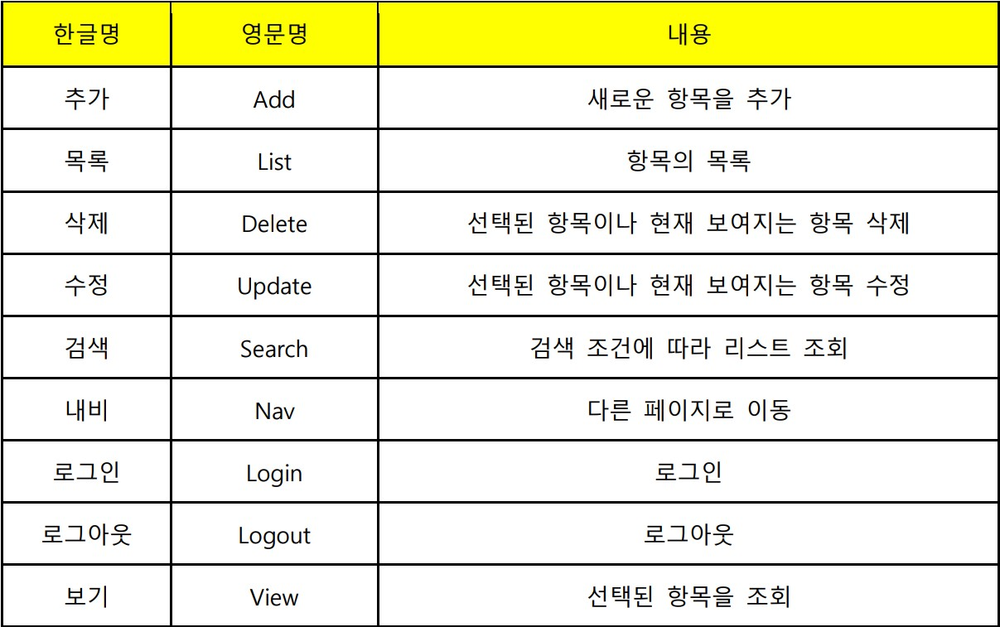 한글명 영문명 내용
추가 Add 새로운 항목을 추가
목록 List 항목의 목록
삭제 Delete 선택된 항목이나 현재 보여지는 항목 삭제
수정 Update 선택된 항목이나 현재 보여지는 항목 수정
검색 Search 검색 조건에 따라 리스트 조회
내비 Nav 다른 페이지로 이동
로그인 Login 로그인
로그아웃 Logout 로그아웃
보기 View 선택된 항목을 조회